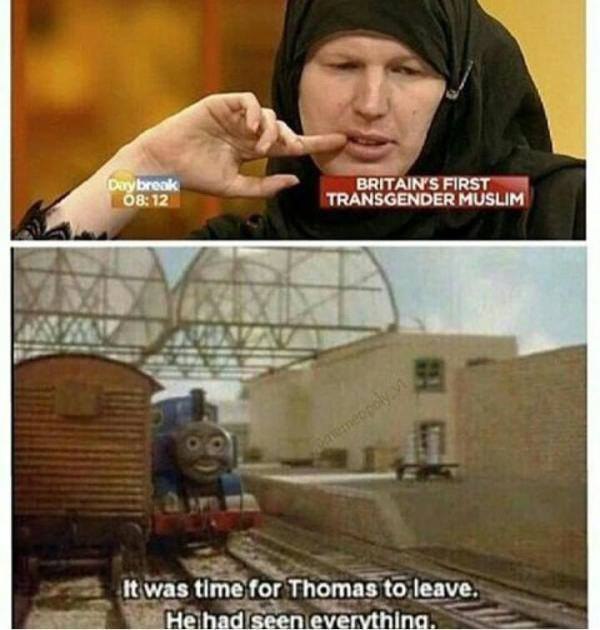 Daybreak
08:12
BRITAIN'S FIRST
TRANSGENDER MUSLIM
It was time for Thomas to leave.
He had seen everything.